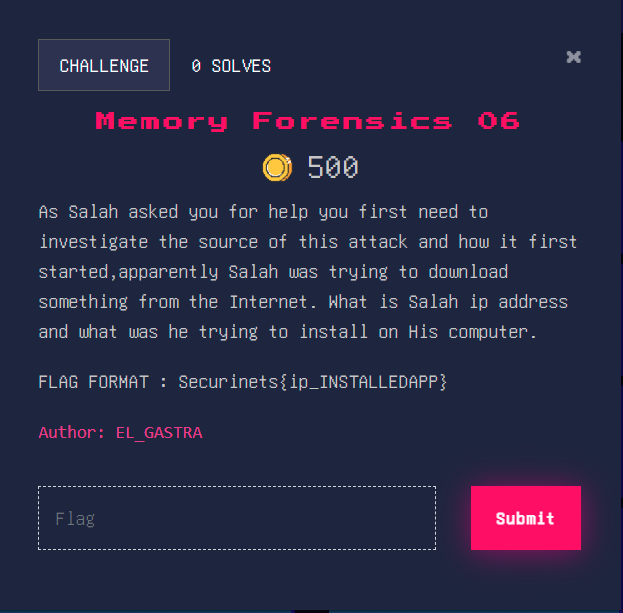 CHALLENGE
0 SOLVES
×
Memory Forensics 06
500
As Salah asked you for help you first need to
investigate the source of this attack and how it first
started,apparently Salah was trying to download
something from the Internet. What is Salah ip address
and what was he trying to install on His computer.
FLAG FORMAT : Securinets{ip_INSTALLEDAPP}
Author: EL_GASTRA
Flag
Submit